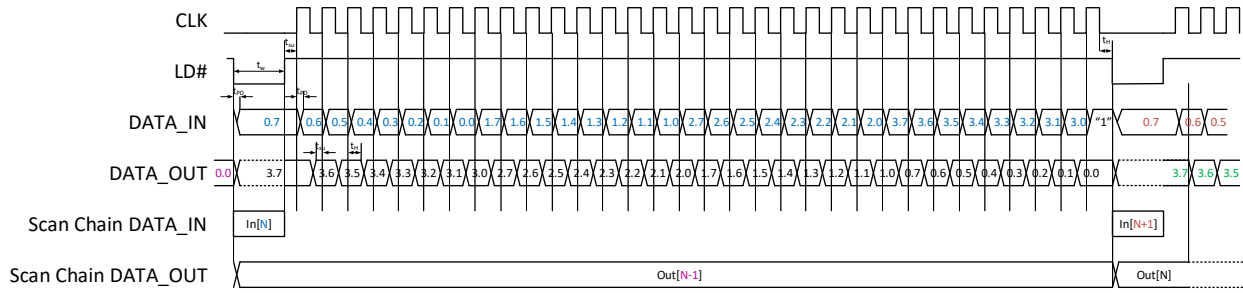 CLK
tsu tH
LD# tw
tPD tPD
DATA_IN 0.7 0.6 0.5 0.4 0.3 0.2 0.1 0.0 1.7 1.6 1.5 1.4 1.3 1.2 1.1 1.0 2.7 2.6 2.5 2.4 2.3 2.2 2.1 2.0 3.7 3.6 3.5 3.4 3.3 3.2 3.1 3.0 “1” 0.7 0.6 0.5
tsu tH
DATA_OUT 0.0 3.7 3.6 3.5 3.4 3.3 3.2 3.1 3.0 2.7 2.6 2.5 2.4 2.3 2.2 2.1 2.0 1.7 1.6 1.5 1.4 1.3 1.2 1.1 1.0 0.7 0.6 0.5 0.4 0.3 0.2 0.1 0.0 3.7 3.6 3.5
Scan Chain DATA_IN In[N] In[N+1]
Scan Chain DATA_OUT Out[N-1] Out[N]